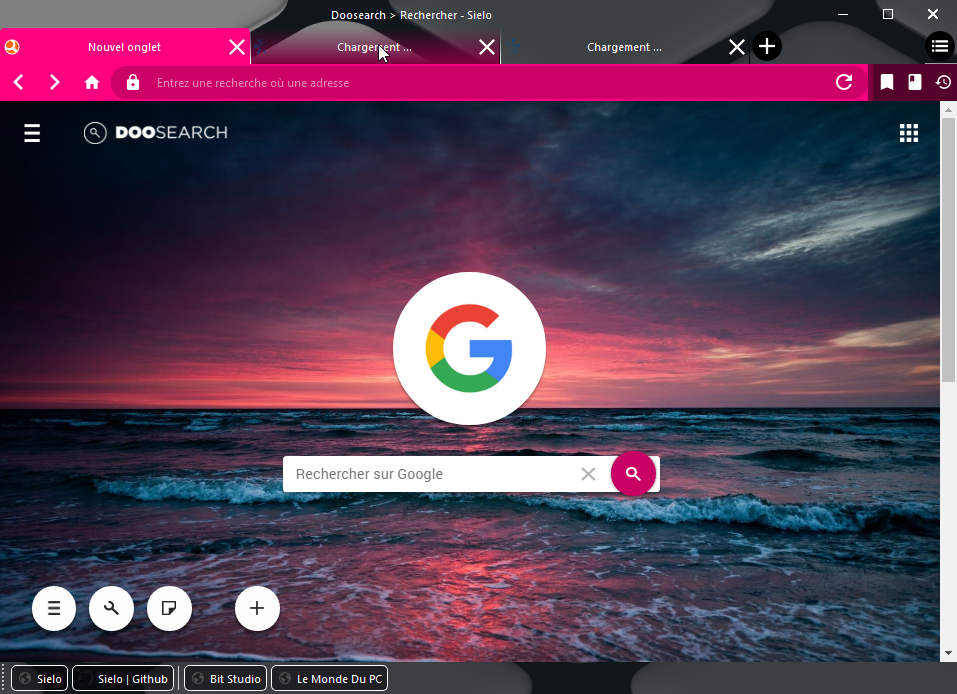 Doosearch > Rechercher - Sielo
Nouvel onglet
Chargement ...
Chargement ...
Entrez une recherche où une adresse
DOOSEARCH
Rechercher sur Google
Sielo
Sielo | Github
Bit Studio
Le Monde Du PC